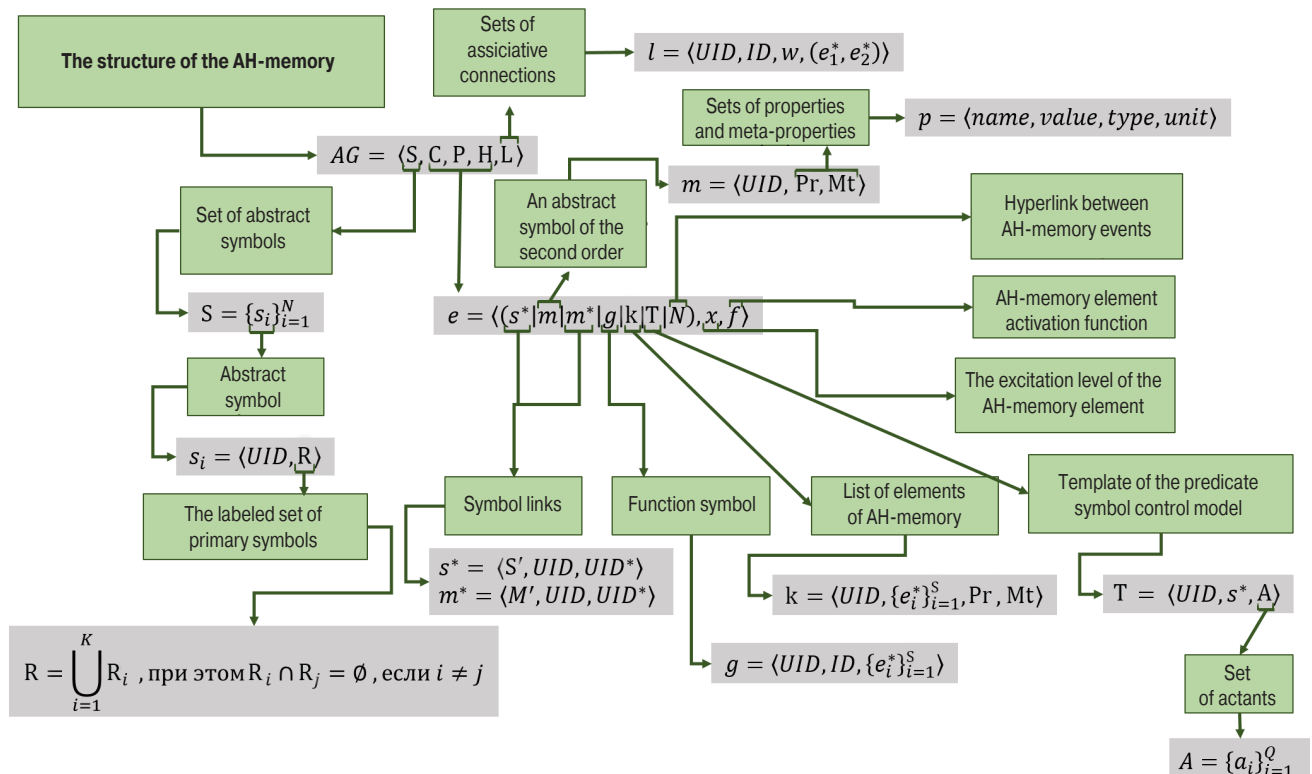 The structure of the AH-memory
Sets of
assiciative
connections
l = ⟨UID, ID, w, (e₁*, e₂*)⟩
Sets of properties
and meta-properties
p = ⟨name, value, type, unit⟩
AG = ⟨S, C, P, H, L⟩
m = ⟨UID, Pr, Mt⟩
An abstract
symbol of the
second order
Set of abstract
symbols
Hyperlink between
AH-memory events
S = {sᵢ}ᵢ₌₁ᴺ
e = ⟨(s*|m|m*|g|k|T|N), x, f⟩
AH-memory element
activation function
Abstract
symbol
The excitation level of the
AH-memory element
sᵢ = ⟨UID, R⟩
The labeled set of
primary symbols
Symbol links
Function symbol
List of elements
of AH-memory
Template of the predicate
symbol control model
s* = ⟨S′, UID, UID*⟩
m* = ⟨M′, UID, UID*⟩
k = ⟨UID, {eᵢ*}ᵢ₌₁ˢ, Pr, Mt⟩
T = ⟨UID, s*, A⟩
R = ⋃ᵢ₌₁ᴷ Rᵢ , при этом Rᵢ ∩ Rⱼ = ∅ , если i ≠ j
g = ⟨UID, ID, {eᵢ*}ᵢ₌₁ˢ⟩
Set
of actants
A = {aᵢ}ᵢ₌₁^Q